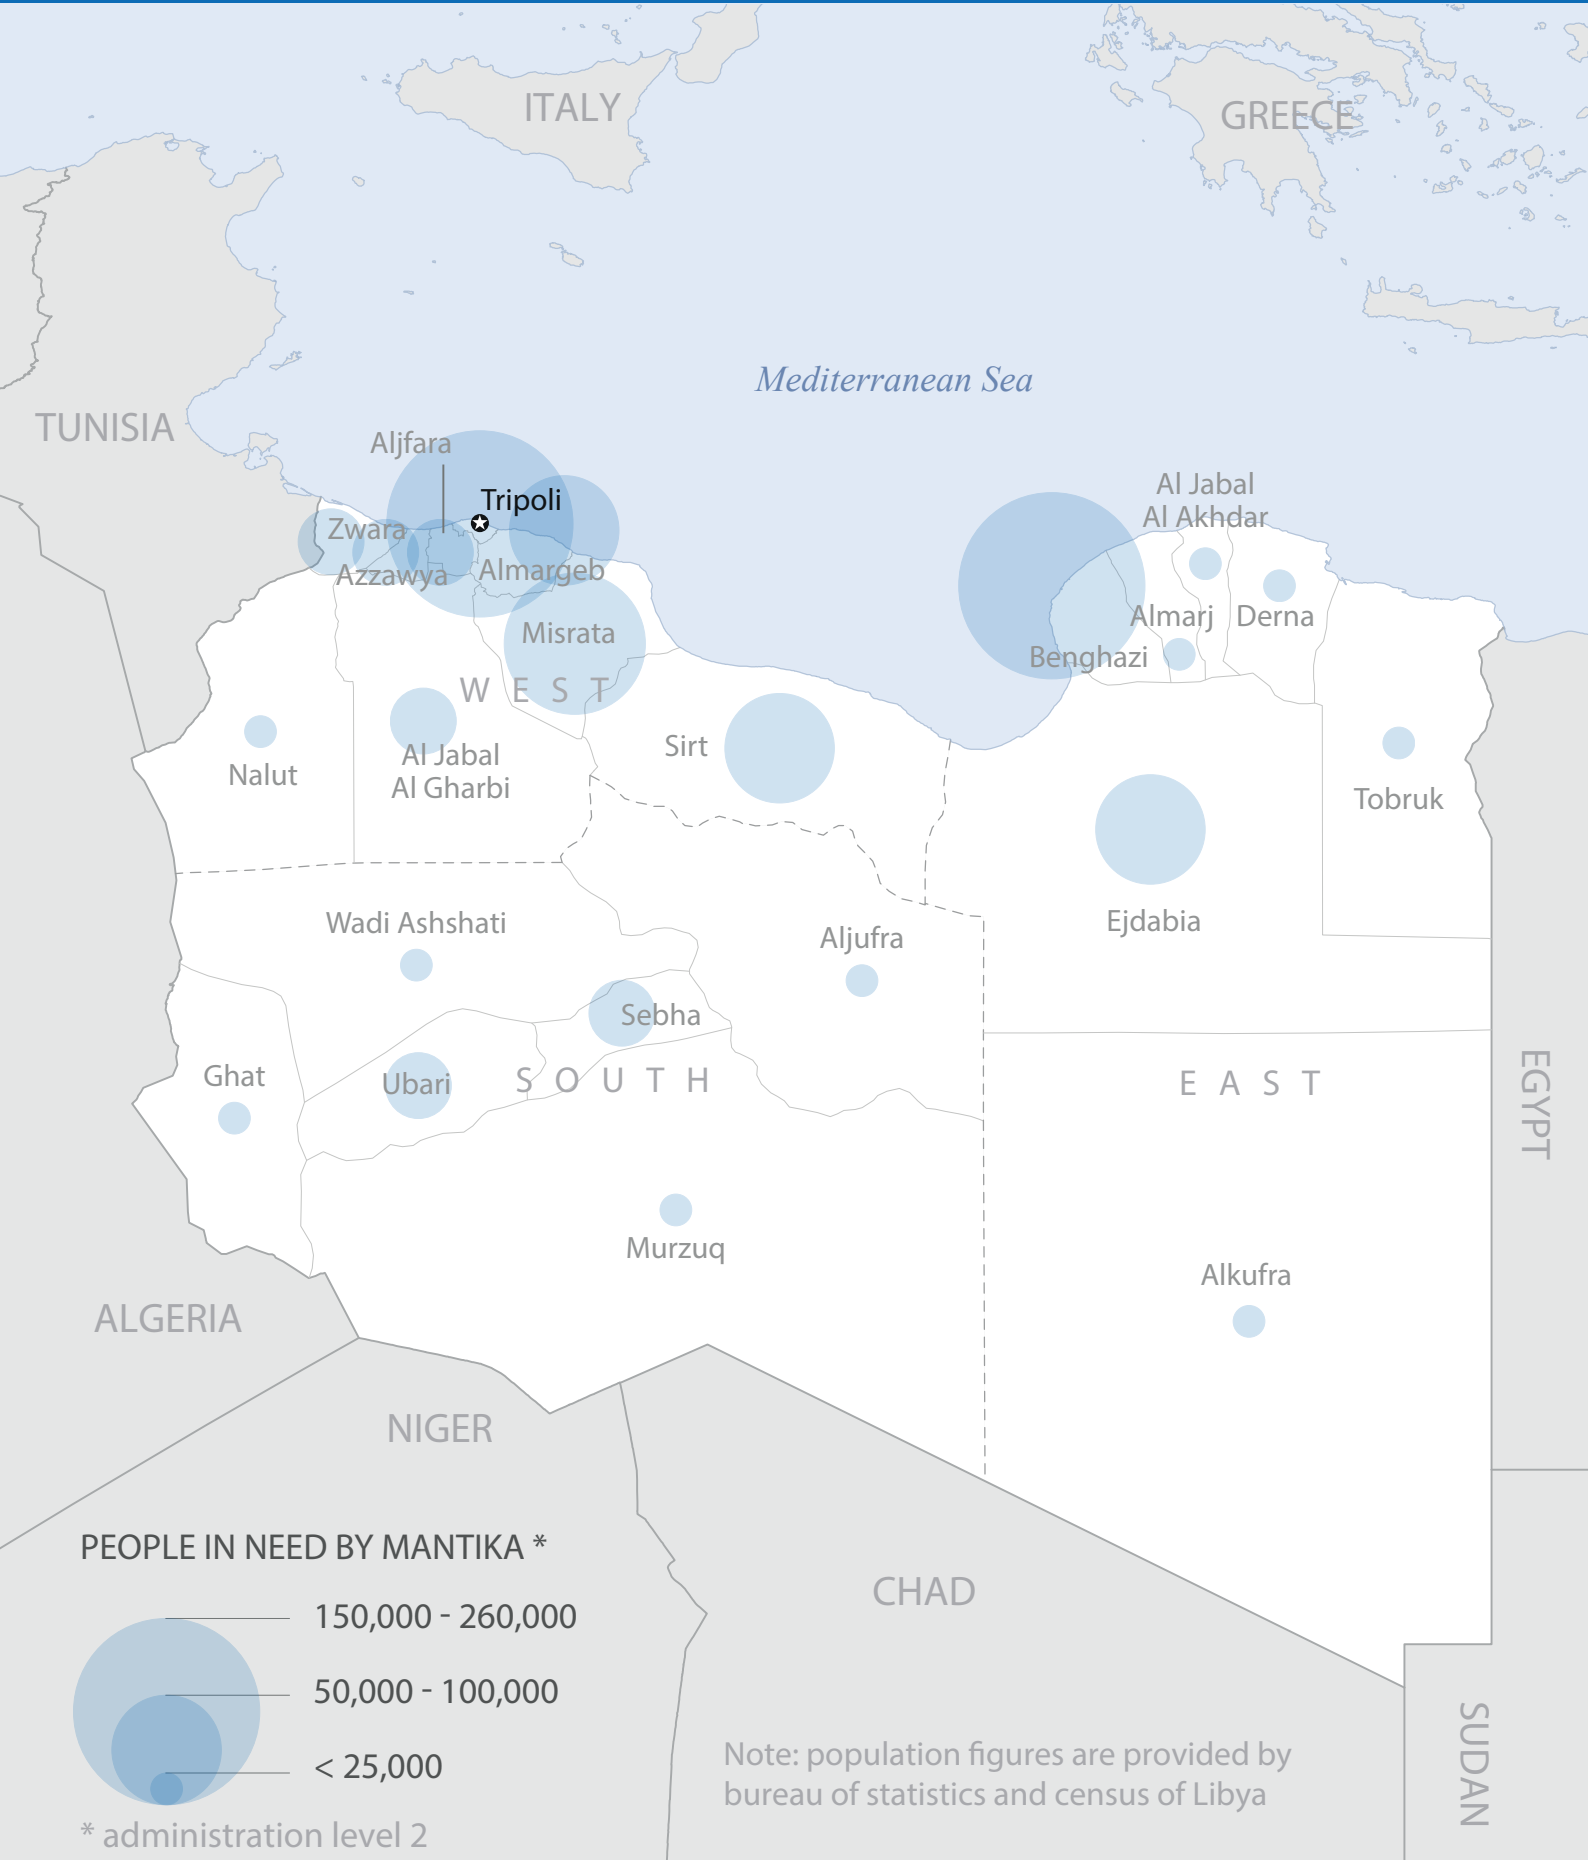 ITALY
GREECE
Mediterranean Sea
TUNISIA
Aljfara
Tripoli
Zwara
Azzawya
Almargeb
Misrata
Al Jabal
Al Akhdar
Almarj
Derna
Benghazi
WEST
Nalut
Al Jabal
Al Gharbi
Sirt
Tobruk
Ejdabia
Wadi Ashshati
Aljufra
Sebha
Ghat
Ubari
SOUTH
EAST
EGYPT
Murzuq
Alkufra
ALGERIA
NIGER
CHAD
SUDAN
PEOPLE IN NEED BY MANTIKA *
150,000 - 260,000
50,000 - 100,000
< 25,000
* administration level 2
Note: population figures are provided by
bureau of statistics and census of Libya